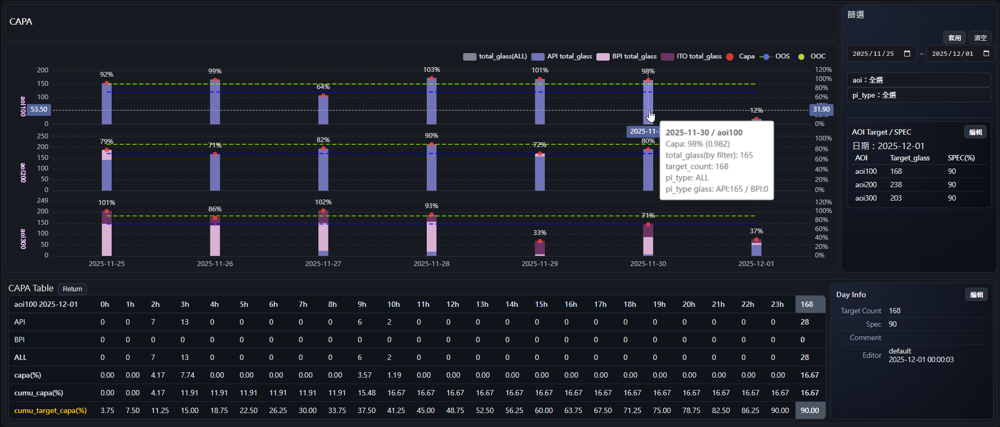 CAPA
total_glass(ALL) API total_glass BPI total_glass ITO total_glass Capa OOS OOC
aoi100
200
150
100
0
53.50
92% 99% 64% 103% 101% 98% 12%
120%
100%
80%
60%
31.90
0%
2025-11-30 / aoi100
Capa: 98% (0.982)
total_glass(by filter): 165
target_count: 168
pi_type: ALL
pi_type glass: API:165 / BPI:0
aoi200
250
200
150
100
50
0
79% 71% 82% 90% 72% 80%
100%
80%
60%
40%
20%
0%
aoi300
249
200
150
100
50
0
101% 86% 102% 93% 33% 71% 37%
120%
100%
80%
60%
40%
20%
0%
2025-11-25 2025-11-26 2025-11-27 2025-11-28 2025-11-29 2025-11-30 2025-12-01
篩選
套用 清空
2025/11/25 – 2025/12/01
aoi：全選
pi_type：全選
AOI Target / SPEC 編輯
日期：2025-12-01
AOI Target_glass SPEC(%)
aoi100 168 90
aoi200 238 90
aoi300 203 90
CAPA Table Return
aoi100 2025-12-01 0h 1h 2h 3h 4h 5h 6h 7h 8h 9h 10h 11h 12h 13h 14h 15h 16h 17h 18h 19h 20h 21h 22h 23h 168
API 0 0 7 13 0 0 0 0 0 6 2 0 0 0 0 0 0 0 0 0 0 0 0 0 28
BPI 0 0 0 0 0 0 0 0 0 0 0 0 0 0 0 0 0 0 0 0 0 0 0 0 0
ALL 0 0 7 13 0 0 0 0 0 6 2 0 0 0 0 0 0 0 0 0 0 0 0 0 28
capa(%) 0.00 0.00 4.17 7.74 0.00 0.00 0.00 0.00 0.00 3.57 1.19 0.00 0.00 0.00 0.00 0.00 0.00 0.00 0.00 0.00 0.00 0.00 0.00 0.00 16.67
cumu_capa(%) 0.00 0.00 4.17 11.91 11.91 11.91 11.91 11.91 11.91 15.48 16.67 16.67 16.67 16.67 16.67 16.67 16.67 16.67 16.67 16.67 16.67 16.67 16.67 16.67 16.67
cumu_target_capa(%) 3.75 7.50 11.25 15.00 18.75 22.50 26.25 30.00 33.75 37.50 41.25 45.00 48.75 52.50 56.25 60.00 63.75 67.50 71.25 75.00 78.75 82.50 86.25 90.00 90.00
Day Info 編輯
Target Count 168
Spec 90
Comment
Editor default
2025-12-01 00:00:03